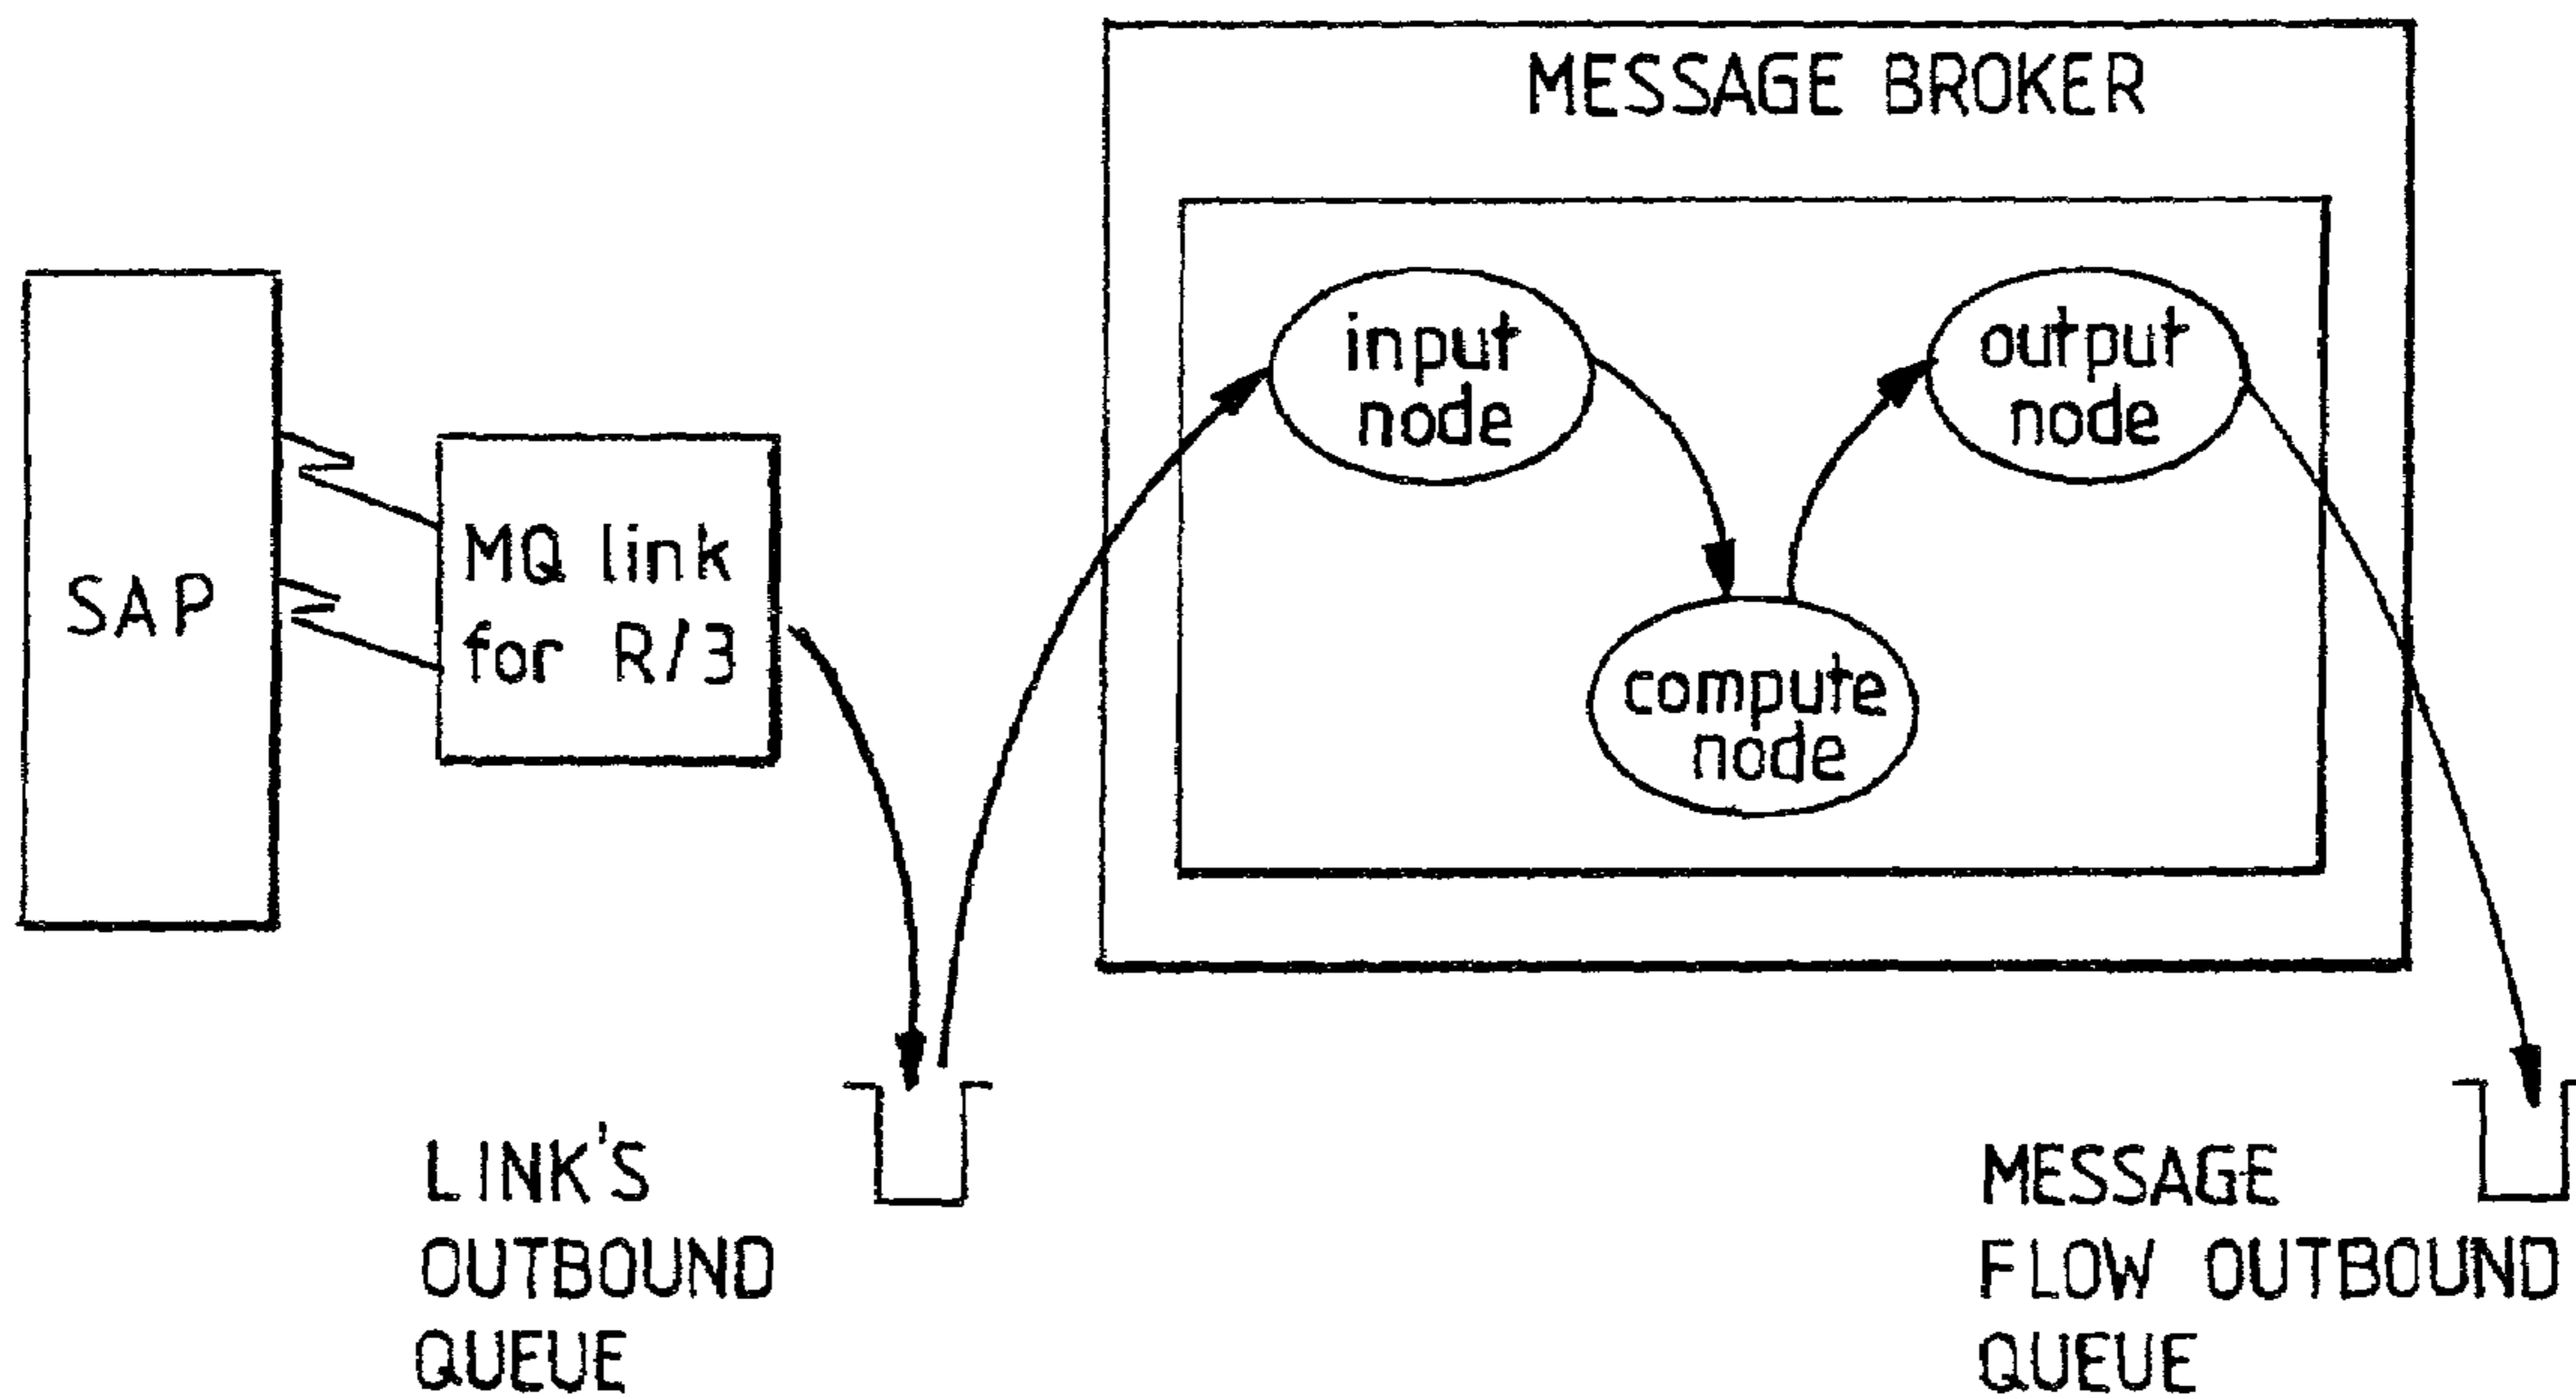 MESSAGE BROKER
input
node
output
node
compute
node
SAP
MQ link
for R/3
LINK'S
OUTBOUND
QUEUE
MESSAGE
FLOW OUTBOUND
QUEUE